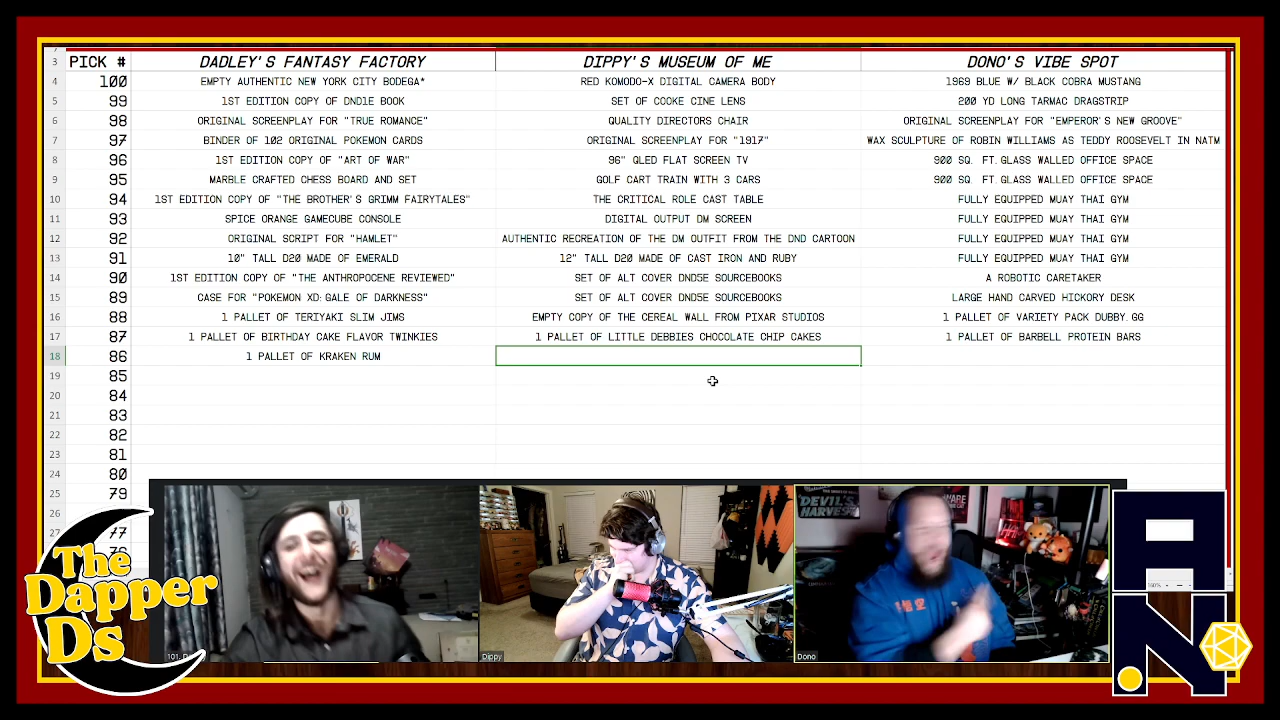 3 PICK # DADLEY'S FANTASY FACTORY DIPPY'S MUSEUM OF ME DONO'S VIBE SPOT
4 100 EMPTY AUTHENTIC NEW YORK CITY BODEGA* RED KOMODO-X DIGITAL CAMERA BODY 1969 BLUE W/ BLACK COBRA MUSTANG
5 99 1ST EDITION COPY OF DND1E BOOK SET OF COOKE CINE LENS 200 YD LONG TARMAC DRAGSTRIP
6 98 ORIGINAL SCREENPLAY FOR "TRUE ROMANCE" QUALITY DIRECTORS CHAIR ORIGINAL SCREENPLAY FOR "EMPEROR'S NEW GROOVE"
7 97 BINDER OF 102 ORIGINAL POKEMON CARDS ORIGINAL SCREENPLAY FOR "1917" WAX SCULPTURE OF ROBIN WILLIAMS AS TEDDY ROOSEVELT IN NATM
8 96 1ST EDITION COPY OF "ART OF WAR" 96" QLED FLAT SCREEN TV 900 SQ. FT.GLASS WALLED OFFICE SPACE
9 95 MARBLE CRAFTED CHESS BOARD AND SET GOLF CART TRAIN WITH 3 CARS 900 SQ. FT.GLASS WALLED OFFICE SPACE
10 94 1ST EDITION COPY OF "THE BROTHER'S GRIMM FAIRYTALES" THE CRITICAL ROLE CAST TABLE FULLY EQUIPPED MUAY THAI GYM
11 93 SPICE ORANGE GAMECUBE CONSOLE DIGITAL OUTPUT DM SCREEN FULLY EQUIPPED MUAY THAI GYM
12 92 ORIGINAL SCRIPT FOR "HAMLET" AUTHENTIC RECREATION OF THE DM OUTFIT FROM THE DND CARTOON FULLY EQUIPPED MUAY THAI GYM
13 91 10" TALL D20 MADE OF EMERALD 12" TALL D20 MADE OF CAST IRON AND RUBY FULLY EQUIPPED MUAY THAI GYM
14 90 1ST EDITION COPY OF "THE ANTHROPOCENE REVIEWED" SET OF ALT COVER DND5E SOURCEBOOKS A ROBOTIC CARETAKER
15 89 CASE FOR "POKEMON XD:GALE OF DARKNESS" SET OF ALT COVER DND5E SOURCEBOOKS LARGE HAND CARVED HICKORY DESK
16 88 1 PALLET OF TERIYAKI SLIM JIMS EMPTY COPY OF THE CEREAL WALL FROM PIXAR STUDIOS 1 PALLET OF VARIETY PACK DUBBY.GG
17 87 1 PALLET OF BIRTHDAY CAKE FLAVOR TWINKIES 1 PALLET OF LITTLE DEBBIES CHOCOLATE CHIP CAKES 1 PALLET OF BARBELL PROTEIN BARS
18 86 1 PALLET OF KRAKEN RUM
19 85
20 84
21 83
22 82
23 81
24 80
25 79
26
27 77
The
Dapper
Ds
DEVIL'S
HARVEST
Dippy
Dono
AN